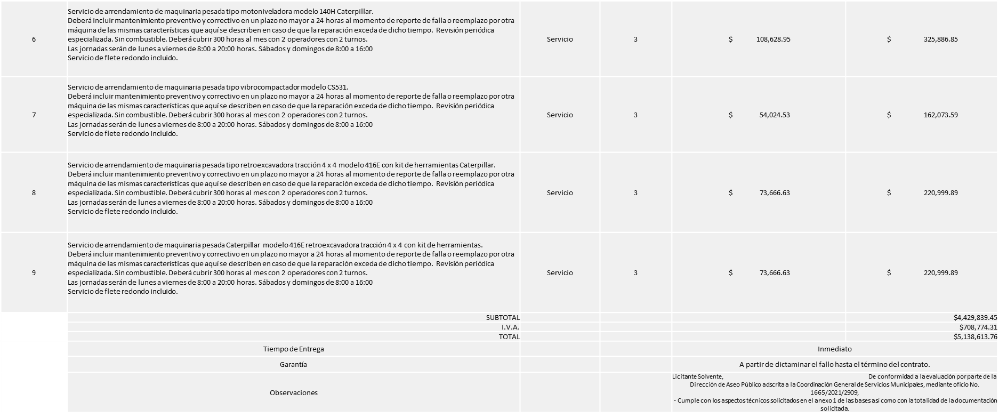 6
Servicio de arrendamiento de maquinaria pesada tipo motoniveladora modelo 140H Caterpillar.
Deberá incluir mantenimiento preventivo y correctivo en un plazo no mayor a 24 horas al momento de reporte de falla o reemplazo por otra
máquina de las mismas características que aquí se describen en caso de que la reparación exceda de dicho tiempo. Revisión periódica
especializada. Sin combustible. Deberá cubrir 300 horas al mes con 2 operadores con 2 turnos.
Las jornadas serán de lunes a viernes de 8:00 a 20:00 horas. Sábados y domingos de 8:00 a 16:00
Servicio de flete redondo incluido.
Servicio
3
$ 108,628.95
$ 325,886.85
7
Servicio de arrendamiento de maquinaria pesada tipo vibrocompactador modelo CS531.
Deberá incluir mantenimiento preventivo y correctivo en un plazo no mayor a 24 horas al momento de reporte de falla o reemplazo por otra
máquina de las mismas características que aquí se describen en caso de que la reparación exceda de dicho tiempo. Revisión periódica
especializada. Sin combustible. Deberá cubrir 300 horas al mes con 2 operadores con 2 turnos.
Las jornadas serán de lunes a viernes de 8:00 a 20:00 horas. Sábados y domingos de 8:00 a 16:00
Servicio de flete redondo incluido.
Servicio
3
$ 54,024.53
$ 162,073.59
8
Servicio de arrendamiento de maquinaria pesada tipo retroexcavadora tracción 4 x 4 modelo 416E con kit de herramientas Caterpillar.
Deberá incluir mantenimiento preventivo y correctivo en un plazo no mayor a 24 horas al momento de reporte de falla o reemplazo por otra
máquina de las mismas características que aquí se describen en caso de que la reparación exceda de dicho tiempo. Revisión periódica
especializada. Sin combustible. Deberá cubrir 300 horas al mes con 2 operadores con 2 turnos.
Las jornadas serán de lunes a viernes de 8:00 a 20:00 horas. Sábados y domingos de 8:00 a 16:00
Servicio de flete redondo incluido.
Servicio
3
$ 73,666.63
$ 220,999.89
9
Servicio de arrendamiento de maquinaria pesada Caterpillar modelo 416E retroexcavadora tracción 4 x 4 con kit de herramientas.
Deberá incluir mantenimiento preventivo y correctivo en un plazo no mayor a 24 horas al momento de reporte de falla o reemplazo por otra
máquina de las mismas características que aquí se describen en caso de que la reparación exceda de dicho tiempo. Revisión periódica
especializada. Sin combustible. Deberá cubrir 300 horas al mes con 2 operadores con 2 turnos.
Las jornadas serán de lunes a viernes de 8:00 a 20:00 horas. Sábados y domingos de 8:00 a 16:00
Servicio de flete redondo incluido.
Servicio
3
$ 73,666.63
$ 220,999.89
SUBTOTAL $4,429,839.45
I.V.A. $708,774.31
TOTAL $5,138,613.76
Tiempo de Entrega Inmediato
Garantía A partir de dictaminar el fallo hasta el término del contrato.
Observaciones
Licitante Solvente, De conformidad a la evaluación por parte de la
Dirección de Aseo Público adscrita a la Coordinación General de Servicios Municipales, mediante oficio No.
1665/2021/2909,
- Cumple con los aspectos técnicos solicitados en el anexo 1 de las bases así como con la totalidad de la documentación
solicitada.